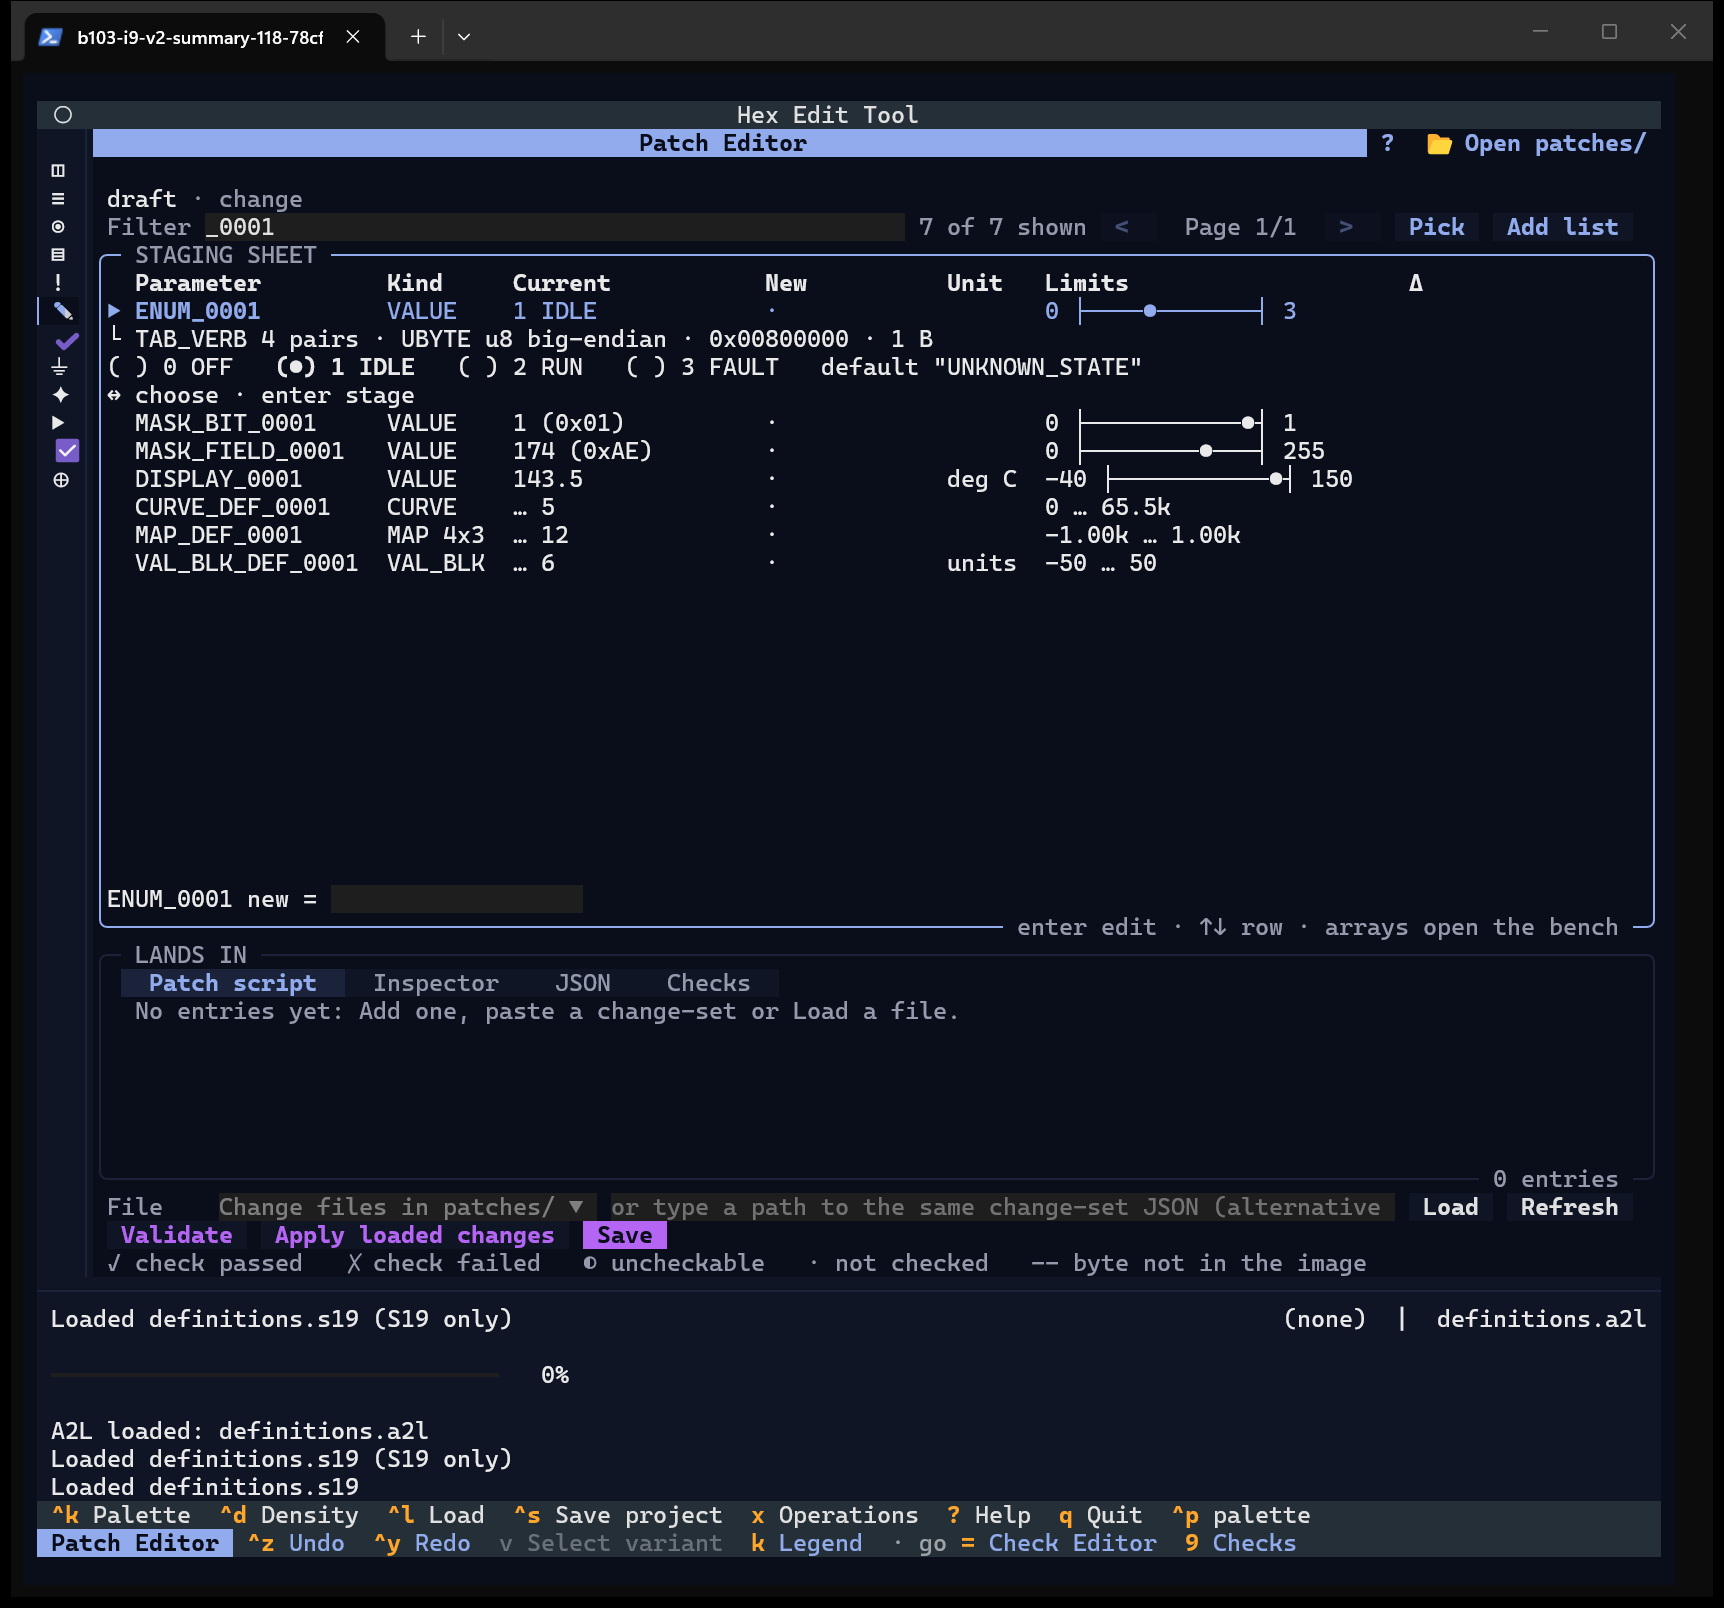 b103-i9-v2-summary-118-78cf
Hex Edit Tool
Patch Editor ? Open patches/
draft · change
Filter _0001 7 of 7 shown < Page 1/1 > Pick Add list
STAGING SHEET
Parameter Kind Current New Unit Limits Δ
▶ ENUM_0001 VALUE 1 IDLE · 0 3
└ TAB_VERB 4 pairs · UBYTE u8 big-endian · 0x00800000 · 1 B
( ) 0 OFF (●) 1 IDLE ( ) 2 RUN ( ) 3 FAULT default "UNKNOWN_STATE"
↔ choose · enter stage
MASK_BIT_0001 VALUE 1 (0x01) · 0 1
MASK_FIELD_0001 VALUE 174 (0xAE) · 0 255
DISPLAY_0001 VALUE 143.5 · deg C −40 150
CURVE_DEF_0001 CURVE … 5 · 0 … 65.5k
MAP_DEF_0001 MAP 4x3 … 12 · −1.00k … 1.00k
VAL_BLK_DEF_0001 VAL_BLK … 6 · units −50 … 50
ENUM_0001 new =
enter edit · ↑↓ row · arrays open the bench
LANDS IN
Patch script Inspector JSON Checks
No entries yet: Add one, paste a change-set or Load a file.
0 entries
File Change files in patches/ ▼ or type a path to the same change-set JSON (alternative Load Refresh
Validate Apply loaded changes Save
✓ check passed ✗ check failed ◐ uncheckable · not checked -- byte not in the image
Loaded definitions.s19 (S19 only) (none) | definitions.a2l
0%
A2L loaded: definitions.a2l
Loaded definitions.s19 (S19 only)
Loaded definitions.s19
^k Palette ^d Density ^l Load ^s Save project x Operations ? Help q Quit ^p palette
Patch Editor ^z Undo ^y Redo v Select variant k Legend · go = Check Editor 9 Checks